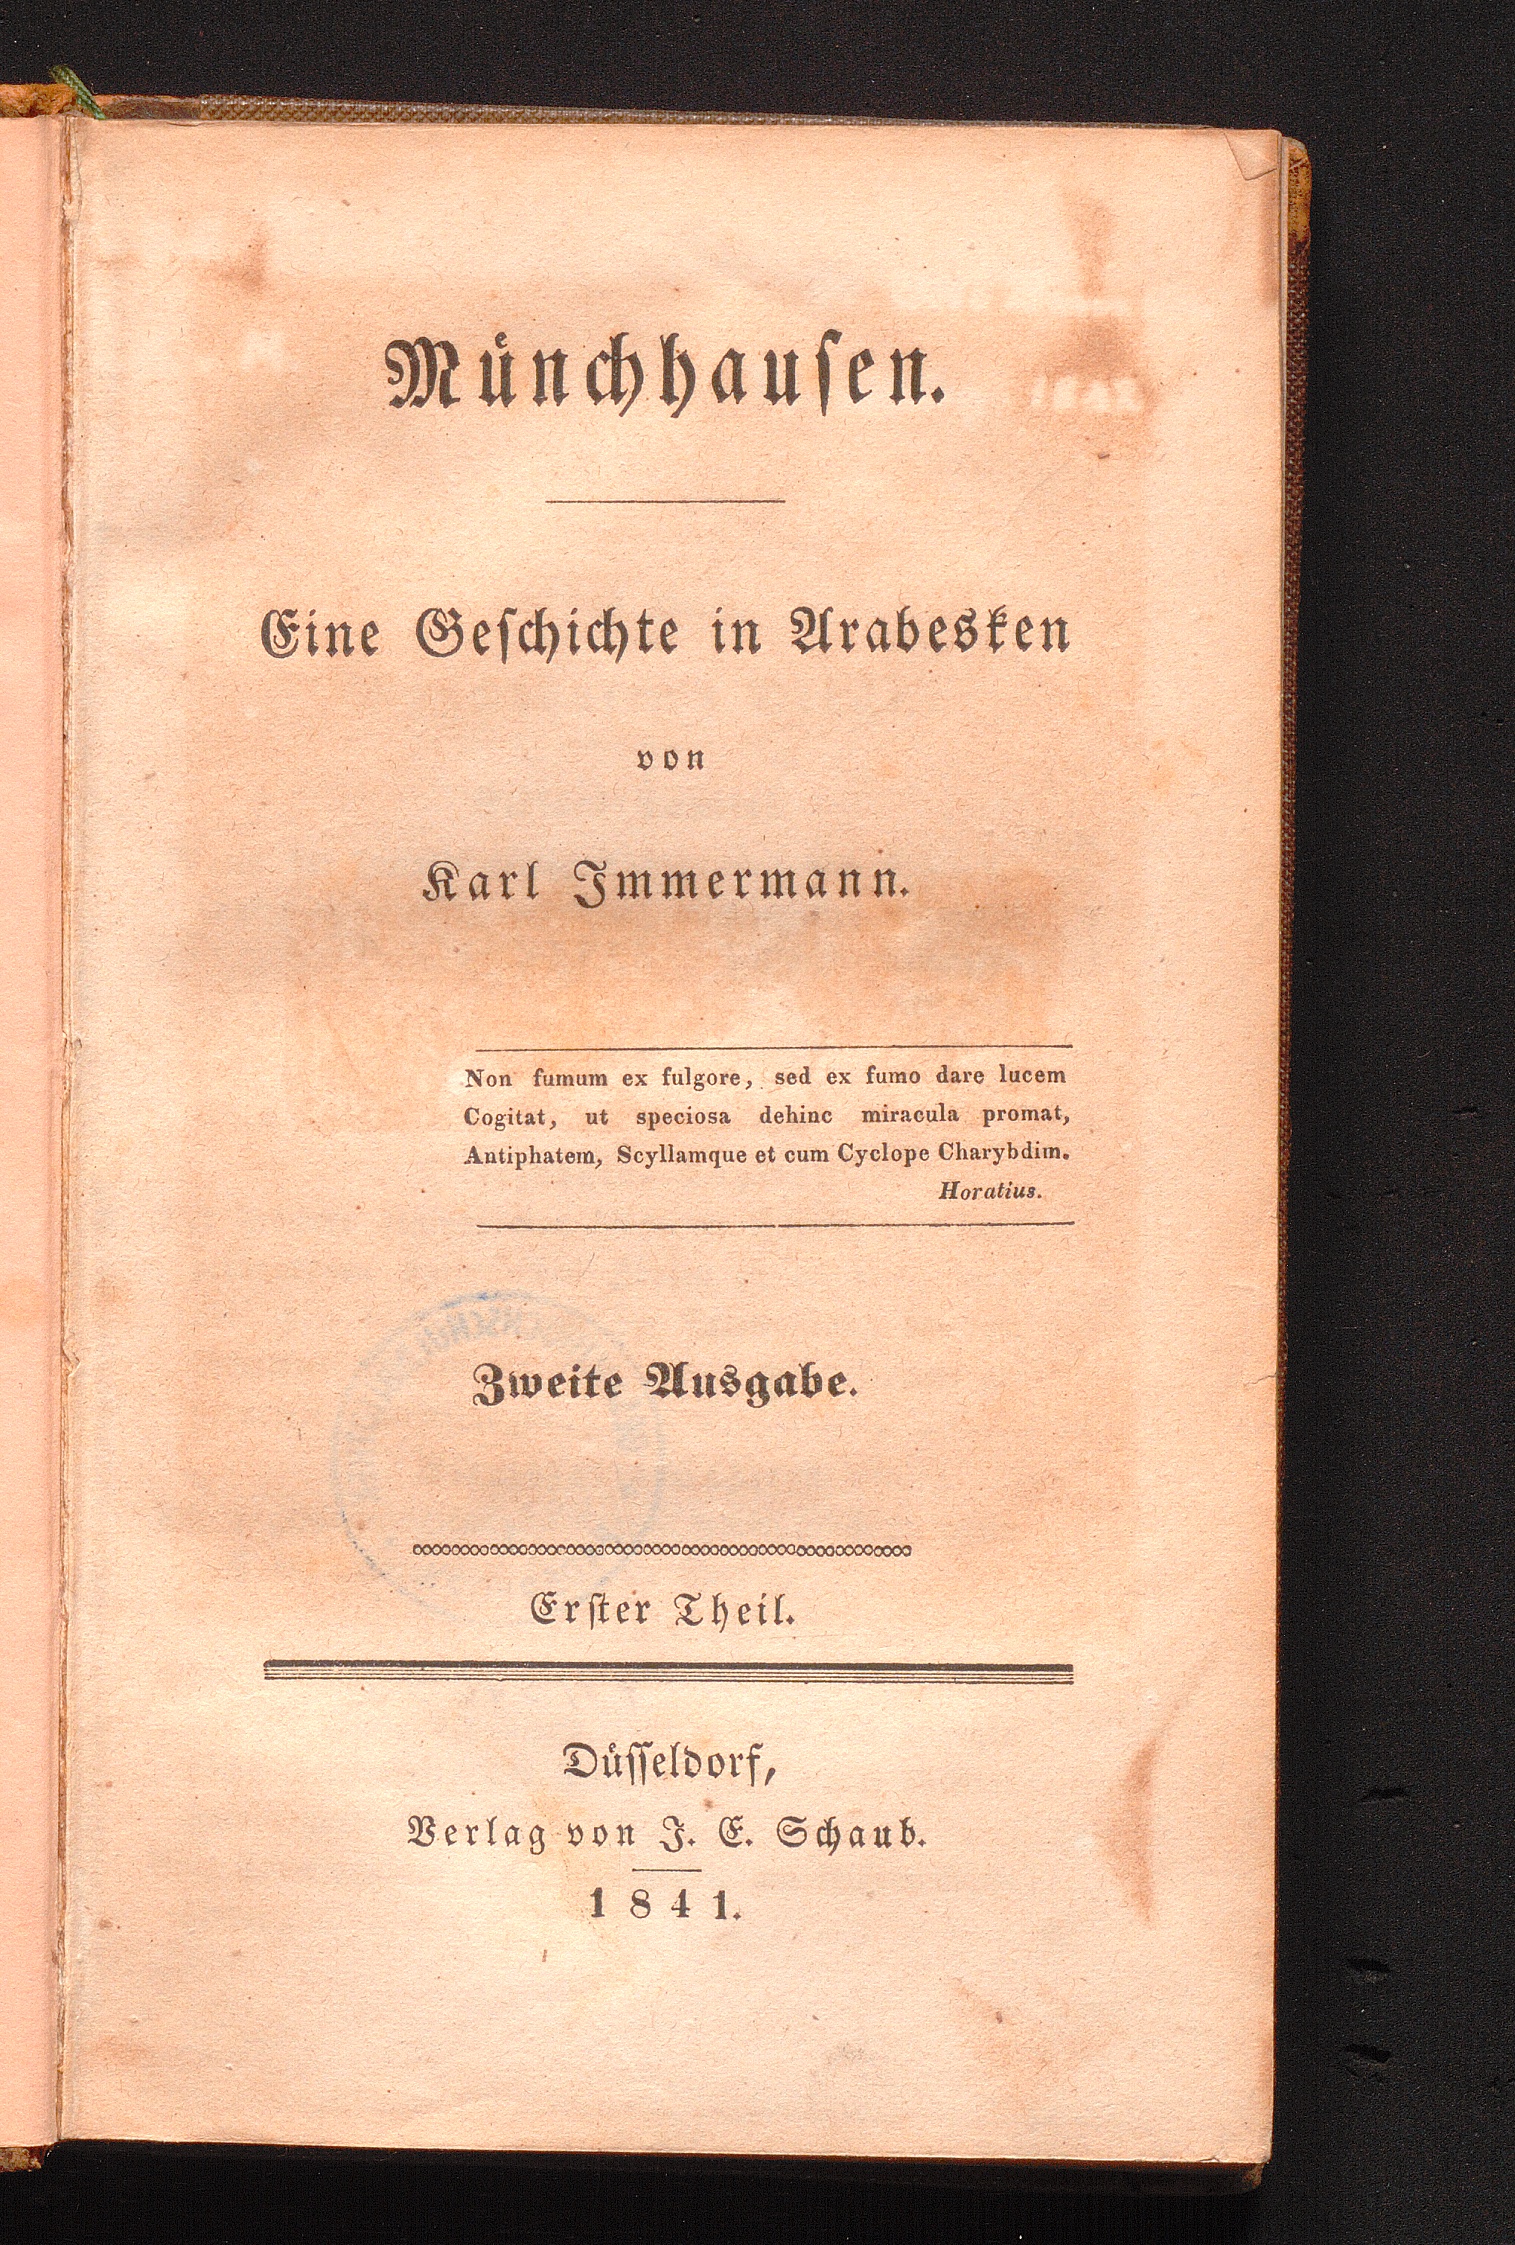 Münchhausen.
Eine Geſchichte in Arabesken
von
Karl Immermann.
Non fumum ex fulgore, sed ex fumo dare lucem
Cogitat, ut speciosa dehinc miracula promat,
Antiphatem, Scyllamque et cum Cyclope Charybdim.
Horatius.
Zweite Ausgabe.
Erſter Theil.
Düſſeldorf,
Verlag von J. E. Schaub.
1841.